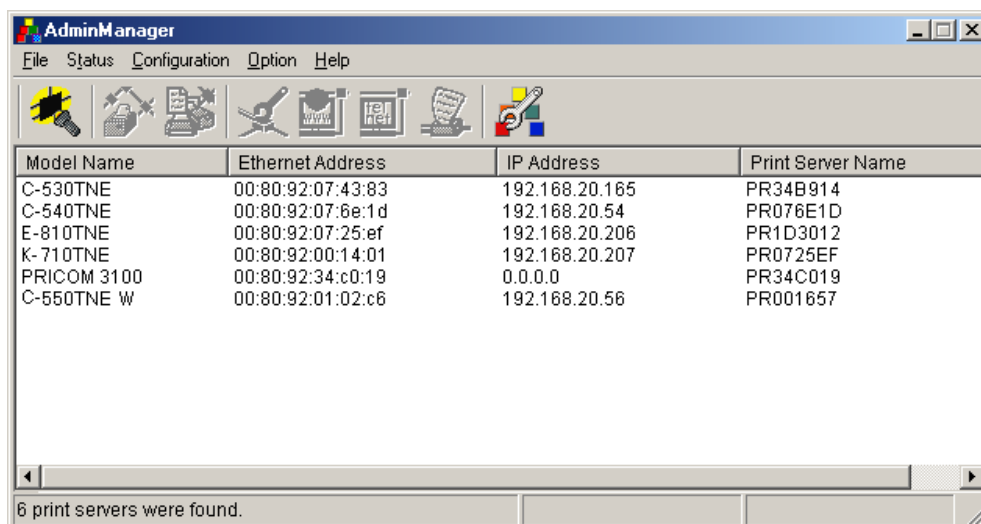 AdminManager
File Status Configuration Option Help
Model Name Ethernet Address IP Address Print Server Name
C-530TNE 00:80:92:07:43:83 192.168.20.165 PR34B914
C-540TNE 00:80:92:07:6e:1d 192.168.20.54 PR076E1D
E-810TNE 00:80:92:07:25:ef 192.168.20.206 PR1D3012
K-710TNE 00:80:92:00:14:01 192.168.20.207 PR0725EF
PRICOM 3100 00:80:92:34:c0:19 0.0.0.0 PR34C019
C-550TNE W 00:80:92:01:02:c6 192.168.20.56 PR001657
6 print servers were found.